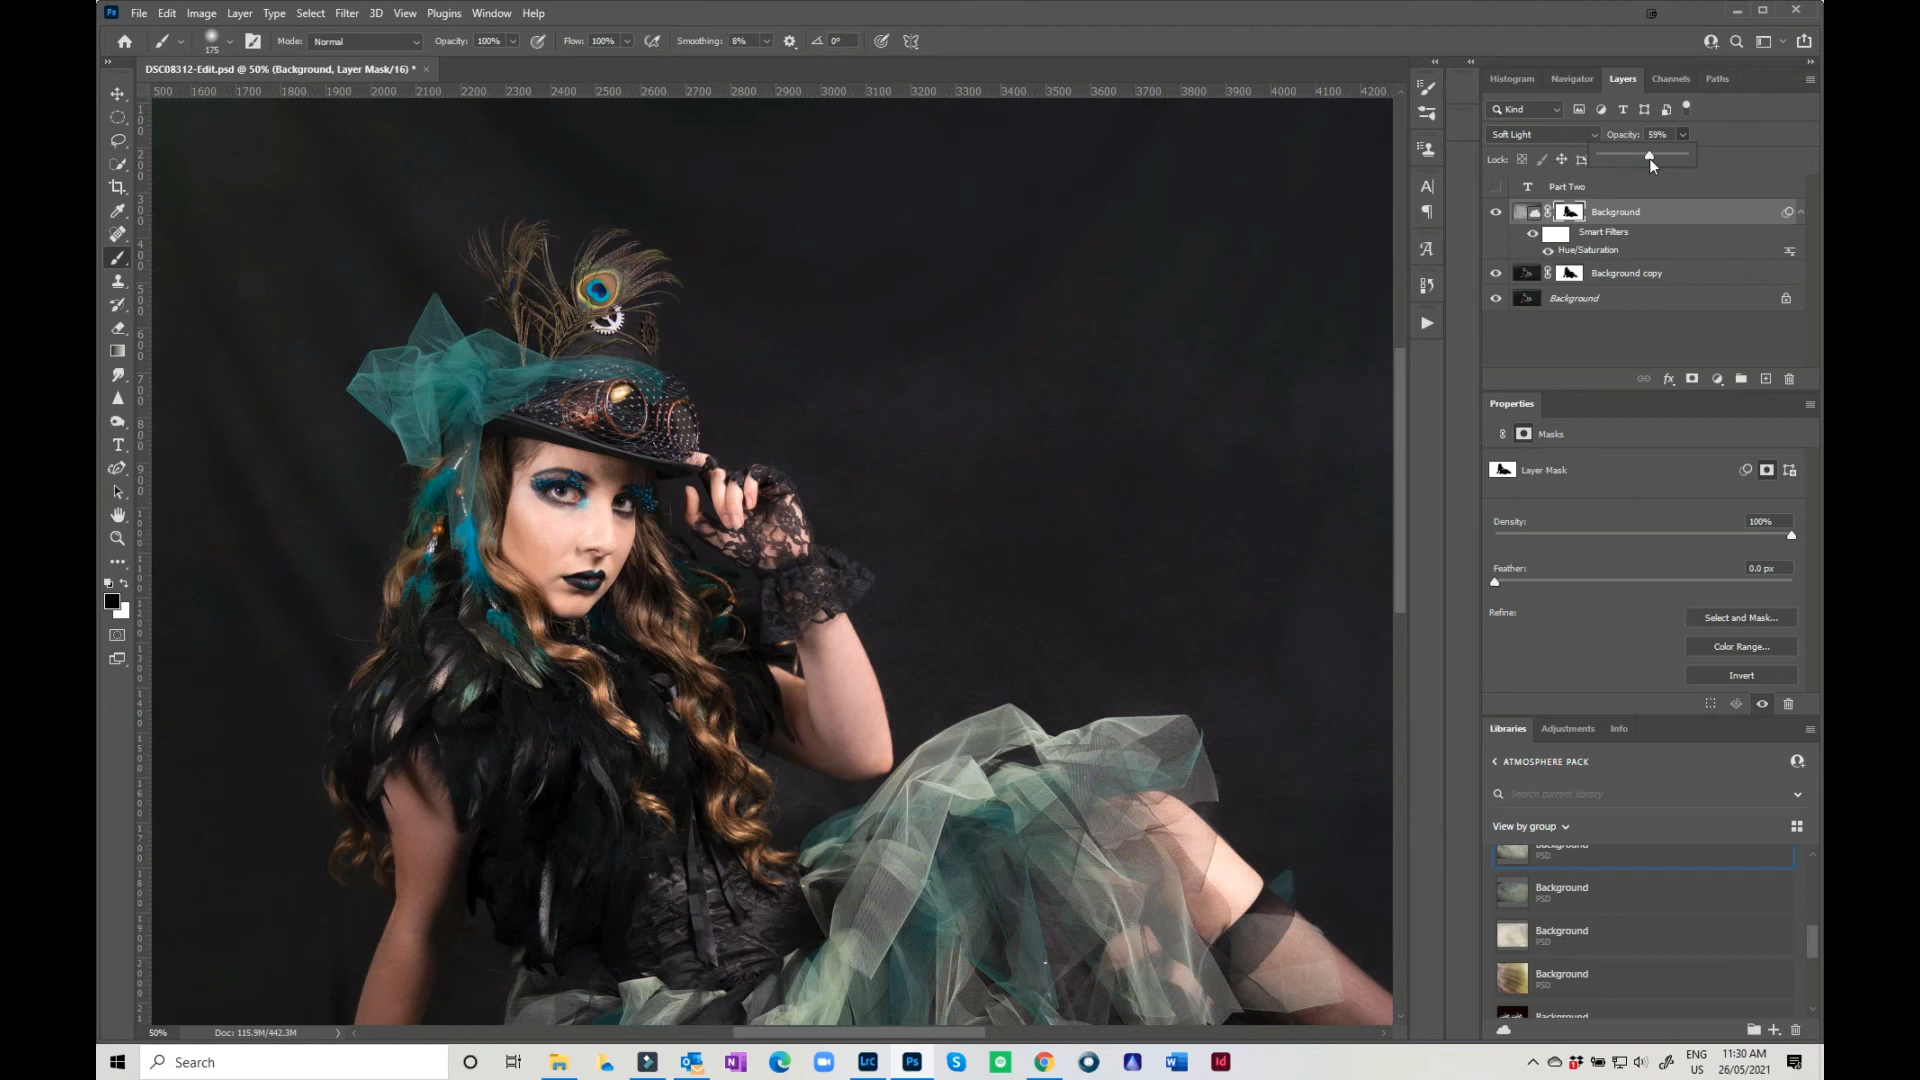 Ps File Edit Image Layer Type Select Filter 3D View Plugins Window Help
175 Mode: Normal Opacity: 100% Flow: 100% Smoothing: 8% 0°
DSC08312-Edit.psd @ 50% (Background, Layer Mask/16) * ×
500 1600 1700 1800 1900 2000 2100 2200 2300 2400 2500 2600 2700 2800 2900 3000 3100 3200 3300 3400 3500 3600 3700 3800 3900 4000 4100 4200
Histogram Navigator Layers Channels Paths
Kind
Soft Light Opacity: 59%
Lock:
T Part Two
Background
Smart Filters
Hue/Saturation
Background copy
Background
fx
Properties
Masks
Layer Mask
Density: 100%
Feather: 0.0 px
Refine: Select and Mask...
Color Range...
Invert
Libraries Adjustments Info
ATMOSPHERE PACK
Search current library
View by group
Background
PSD
Background
PSD
Background
PSD
Background
PSD
Background
50% Doc: 115.9M/442.3M
Search
Lrc Ps Id
ENG
US
11:30 AM
26/05/2021